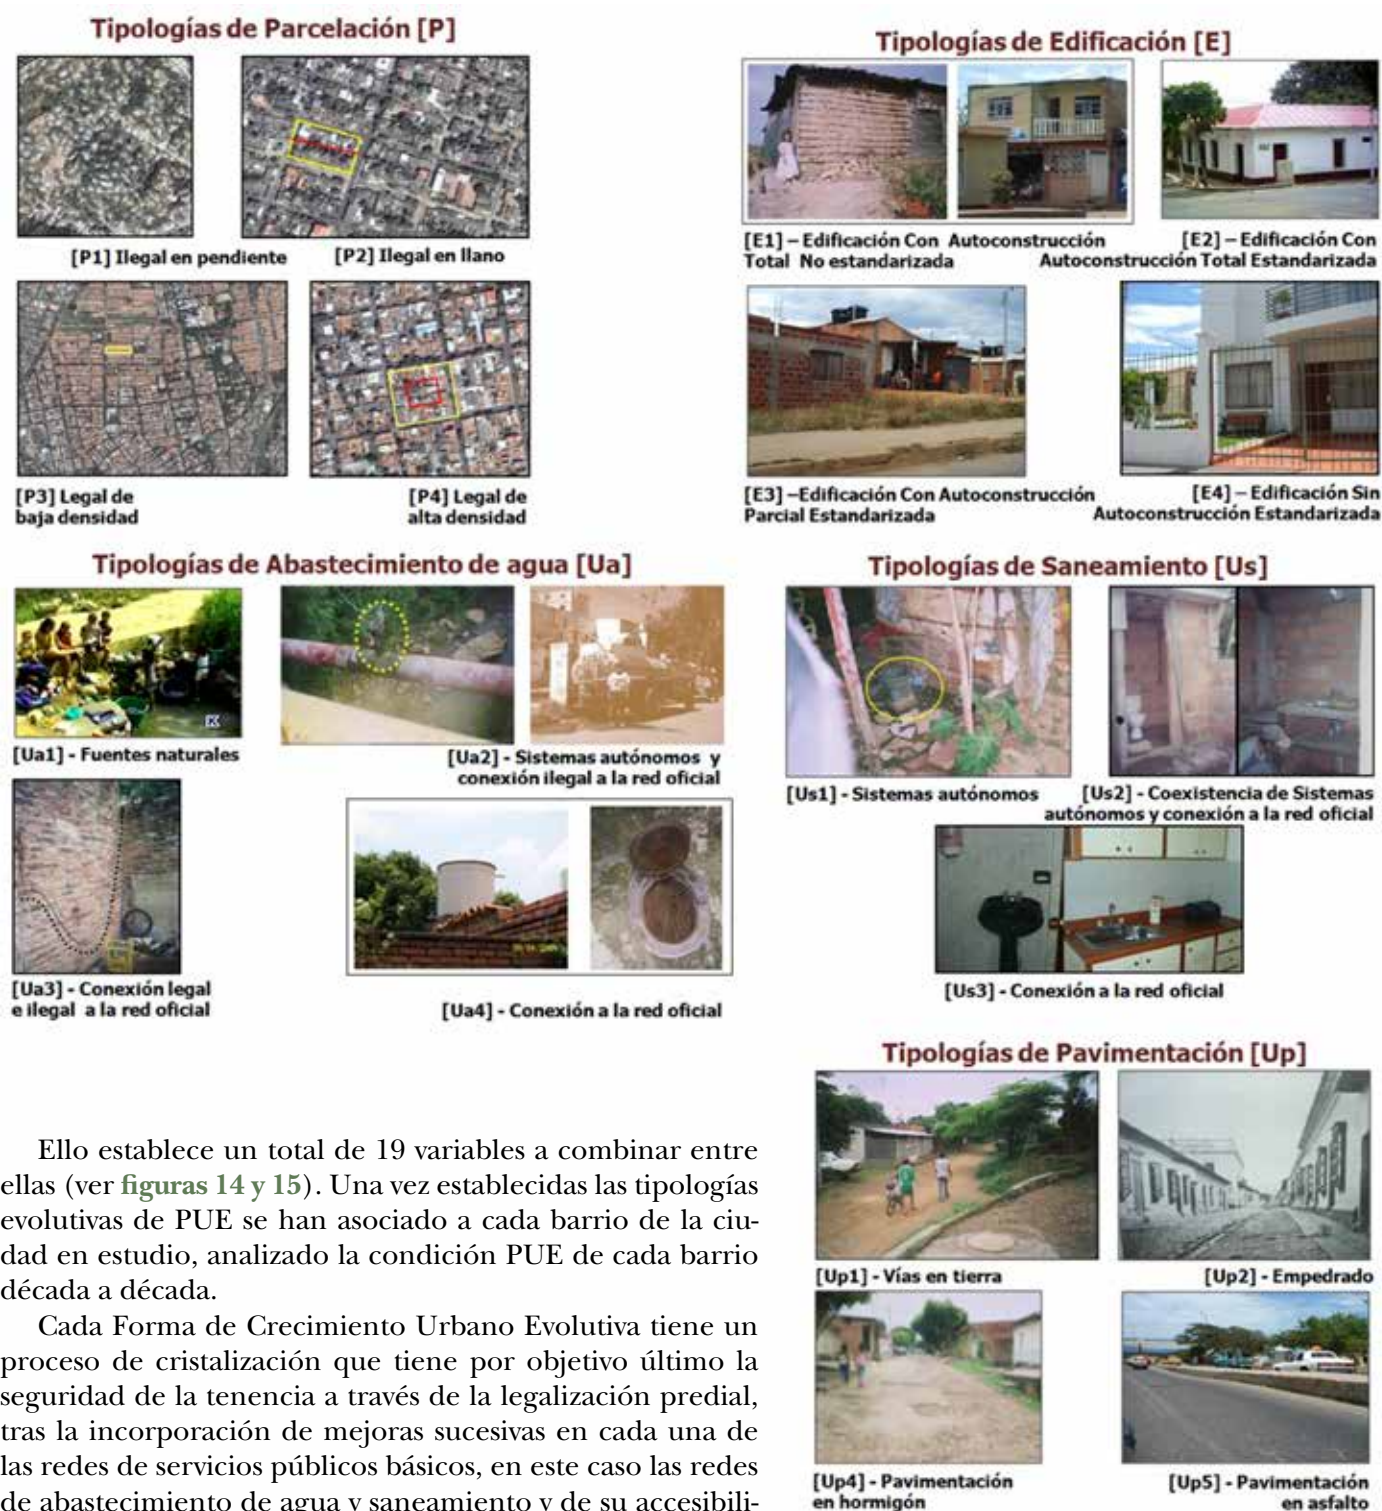 Tipologías de Parcelación [P]
[P1] Ilegal en pendiente
[P2] Ilegal en llano
[P3] Legal de
baja densidad
[P4] Legal de
alta densidad
Tipologías de Edificación [E]
[E1] – Edificación Con Autoconstrucción
Total No estandarizada
[E2] – Edificación Con
Autoconstrucción Total Estandarizada
[E3] –Edificación Con Autoconstrucción
Parcial Estandarizada
[E4] – Edificación Sin
Autoconstrucción Estandarizada
Tipologías de Abastecimiento de agua [Ua]
[Ua1] - Fuentes naturales
[Ua2] - Sistemas autónomos y
conexión ilegal a la red oficial
[Ua3] - Conexión legal
e ilegal a la red oficial
[Ua4] - Conexión a la red oficial
Tipologías de Saneamiento [Us]
[Us1] - Sistemas autónomos
[Us2] - Coexistencia de Sistemas
autónomos y conexión a la red oficial
[Us3] - Conexión a la red oficial
Tipologías de Pavimentación [Up]
[Up1] - Vías en tierra
[Up2] - Empedrado
[Up4] - Pavimentación
en hormigón
[Up5] - Pavimentación
en asfalto
Ello establece un total de 19 variables a combinar entre
ellas (ver figuras 14 y 15). Una vez establecidas las tipologías
evolutivas de PUE se han asociado a cada barrio de la ciu-
dad en estudio, analizado la condición PUE de cada barrio
década a década.
Cada Forma de Crecimiento Urbano Evolutiva tiene un
proceso de cristalización que tiene por objetivo último la
seguridad de la tenencia a través de la legalización predial,
tras la incorporación de mejoras sucesivas en cada una de
las redes de servicios públicos básicos, en este caso las redes
de abastecimiento de agua y saneamiento y de su accesibili-